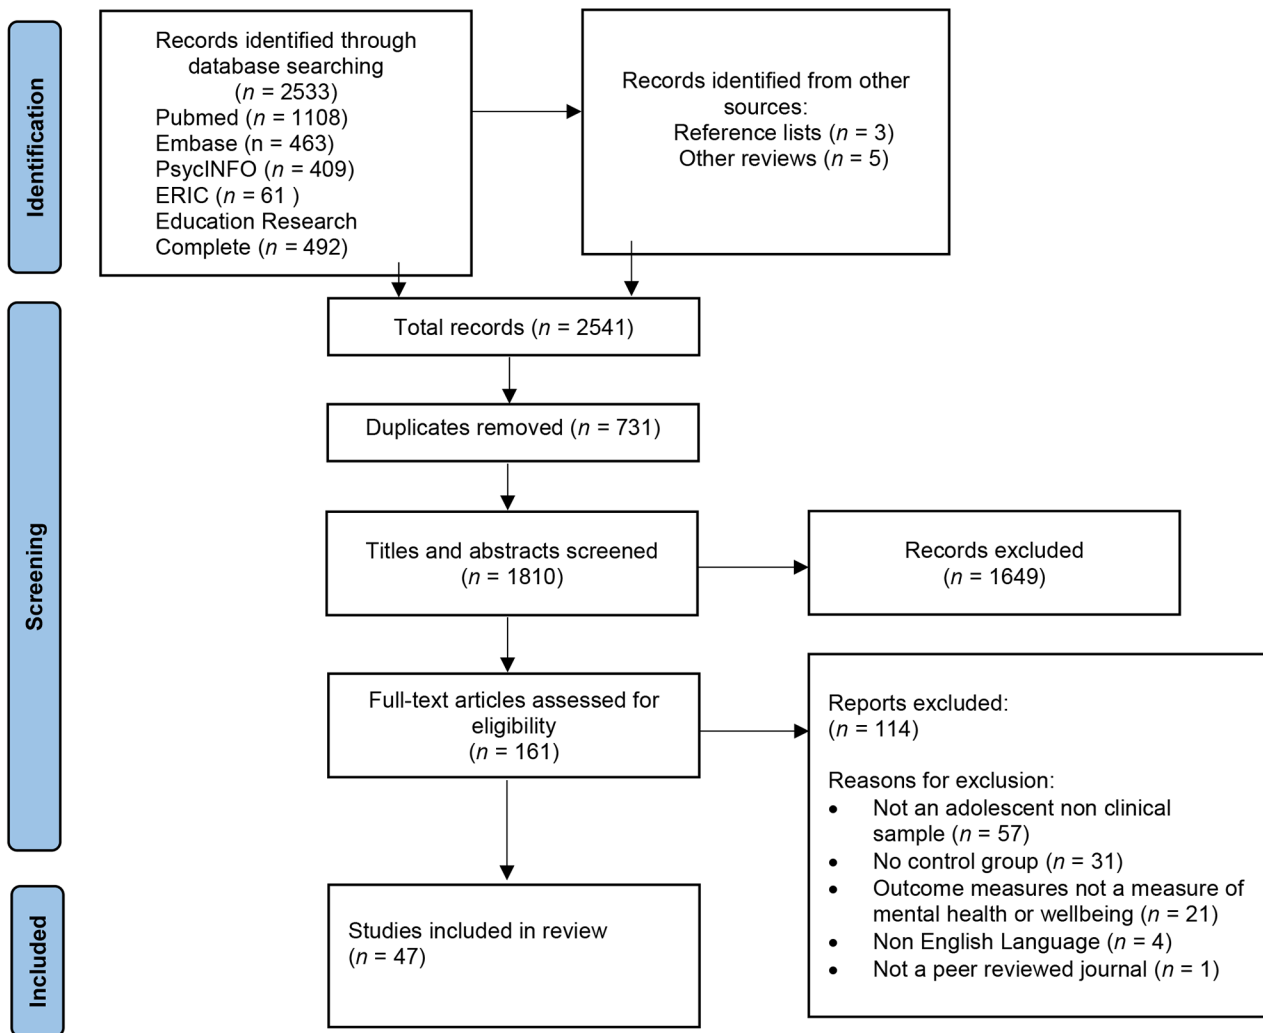 Identification
Records identified through
database searching
(n = 2533)
Pubmed (n = 1108)
Embase (n = 463)
PsycINFO (n = 409)
ERIC (n = 61 )
Education Research
Complete (n = 492)
Records identified from other
sources:
Reference lists (n = 3)
Other reviews (n = 5)
Screening
Total records (n = 2541)
Duplicates removed (n = 731)
Titles and abstracts screened
(n = 1810)
Records excluded
(n = 1649)
Full-text articles assessed for
eligibility
(n = 161)
Reports excluded:
(n = 114)
Reasons for exclusion:
• Not an adolescent non clinical
sample (n = 57)
• No control group (n = 31)
• Outcome measures not a measure of
mental health or wellbeing (n = 21)
• Non English Language (n = 4)
• Not a peer reviewed journal (n = 1)
Included
Studies included in review
(n = 47)